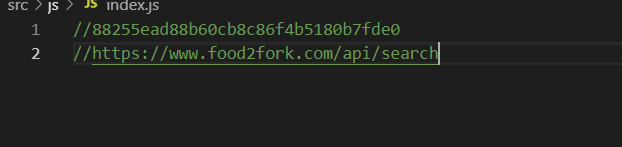 src > js > JS index.js
1 //88255ead88b60cb8c86f4b5180b7fde0
2 //https://www.food2fork.com/api/search